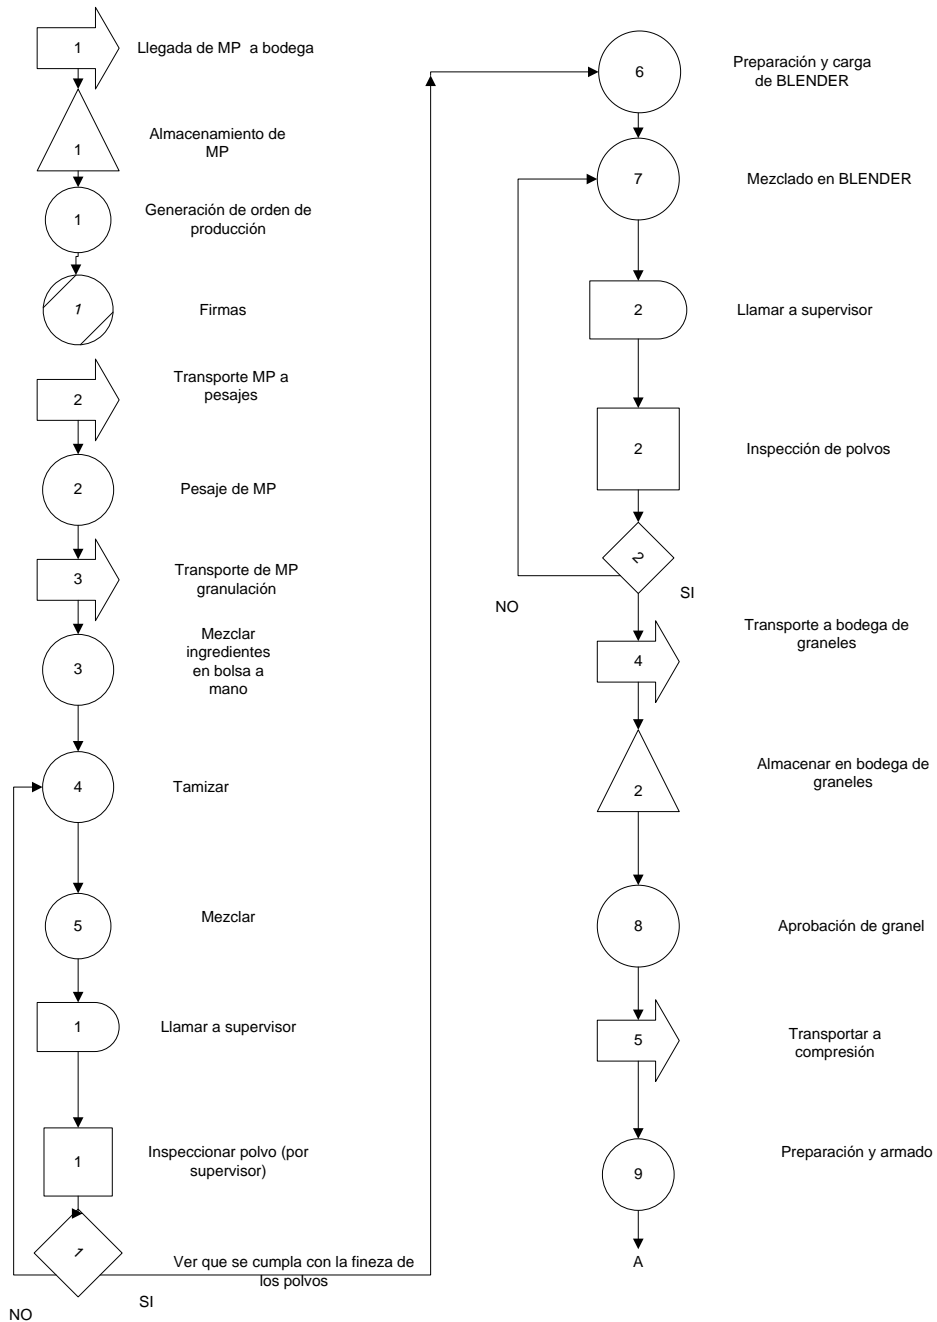 1
Llegada de MP a bodega
1
Almacenamiento de
MP
1
Generación de orden de
producción
1
Firmas
2
Transporte MP a
pesajes
2
Pesaje de MP
3
Transporte de MP
granulación
3
Mezclar
ingredientes
en bolsa a
mano
4
Tamizar
5
Mezclar
1
Llamar a supervisor
1
Inspeccionar polvo (por
supervisor)
1
Ver que se cumpla con la fineza de
los polvos
SI
NO
6
Preparación y carga
de BLENDER
7
Mezclado en BLENDER
2
Llamar a supervisor
2
Inspección de polvos
2
SI
NO
4
Transporte a bodega de
graneles
2
Almacenar en bodega de
graneles
8
Aprobación de granel
5
Transportar a
compresión
9
Preparación y armado
A